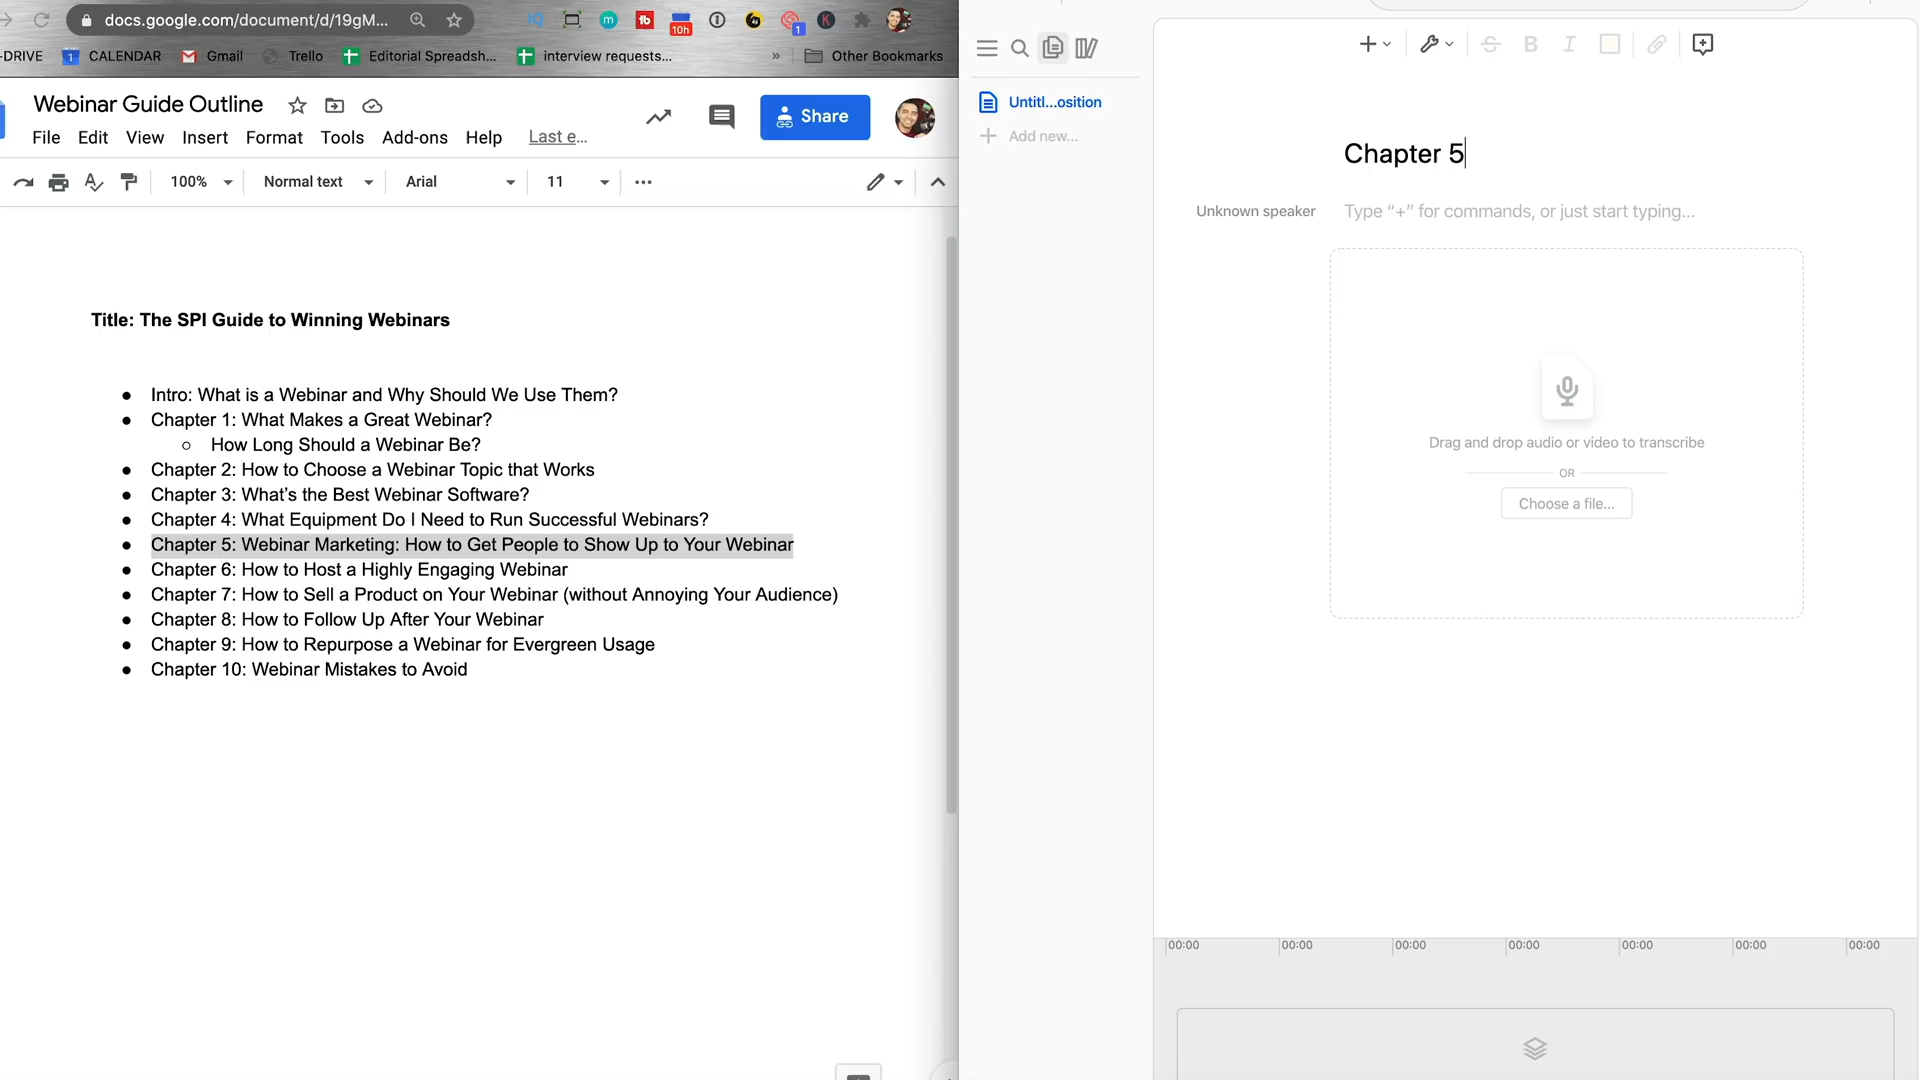 docs.google.com/document/d/19gM...
10h
1
-DRIVE
1 CALENDAR
Gmail
Trello
Editorial Spreadsh...
interview requests...
»
Other Bookmarks
Webinar Guide Outline
File Edit View Insert Format Tools Add-ons Help Last e...
Share
100% Normal text Arial 11
Title: The SPI Guide to Winning Webinars
● Intro: What is a Webinar and Why Should We Use Them?
● Chapter 1: What Makes a Great Webinar?
○ How Long Should a Webinar Be?
● Chapter 2: How to Choose a Webinar Topic that Works
● Chapter 3: What's the Best Webinar Software?
● Chapter 4: What Equipment Do I Need to Run Successful Webinars?
● Chapter 5: Webinar Marketing: How to Get People to Show Up to Your Webinar
● Chapter 6: How to Host a Highly Engaging Webinar
● Chapter 7: How to Sell a Product on Your Webinar (without Annoying Your Audience)
● Chapter 8: How to Follow Up After Your Webinar
● Chapter 9: How to Repurpose a Webinar for Evergreen Usage
● Chapter 10: Webinar Mistakes to Avoid
Untitl...osition
Add new...
B I
Chapter 5
Unknown speaker
Type “+” for commands, or just start typing...
Drag and drop audio or video to transcribe
OR
Choose a file...
00:00 00:00 00:00 00:00 00:00 00:00 00:00